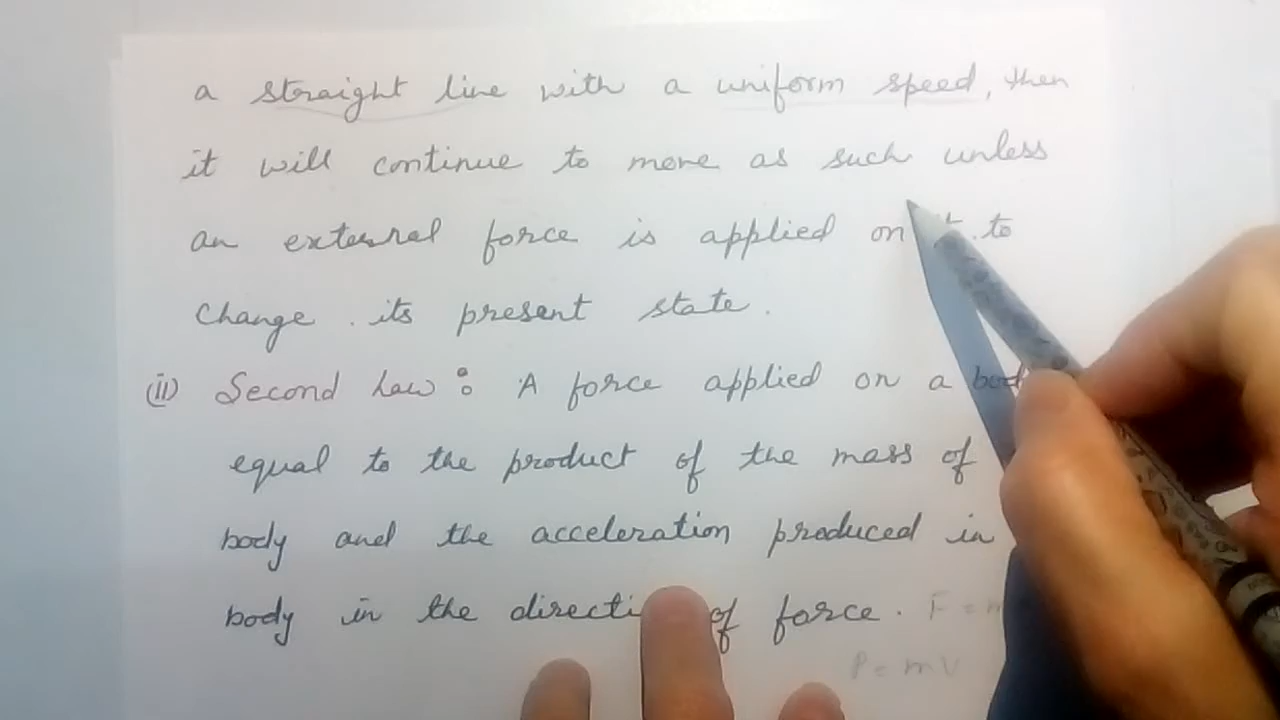 a straight line with a uniform speed, then
it will continue to move as such unless
an external force is applied on to
change its present state.
(ii) Second Law : A force applied on a
equal to the product of the mass of
body and the acceleration produced in
body in the of force.
P = mv